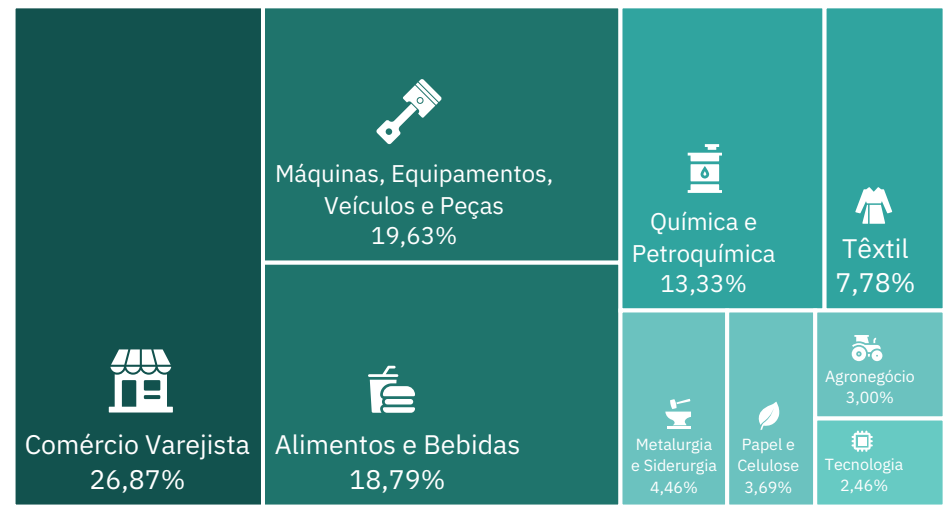 Comércio Varejista
26,87%
Máquinas, Equipamentos,
Veículos e Peças
19,63%
Alimentos e Bebidas
18,79%
Química e
Petroquímica
13,33%
Têxtil
7,78%
Metalurgia
e Siderurgia
4,46%
Papel e
Celulose
3,69%
Agronegócio
3,00%
Tecnologia
2,46%